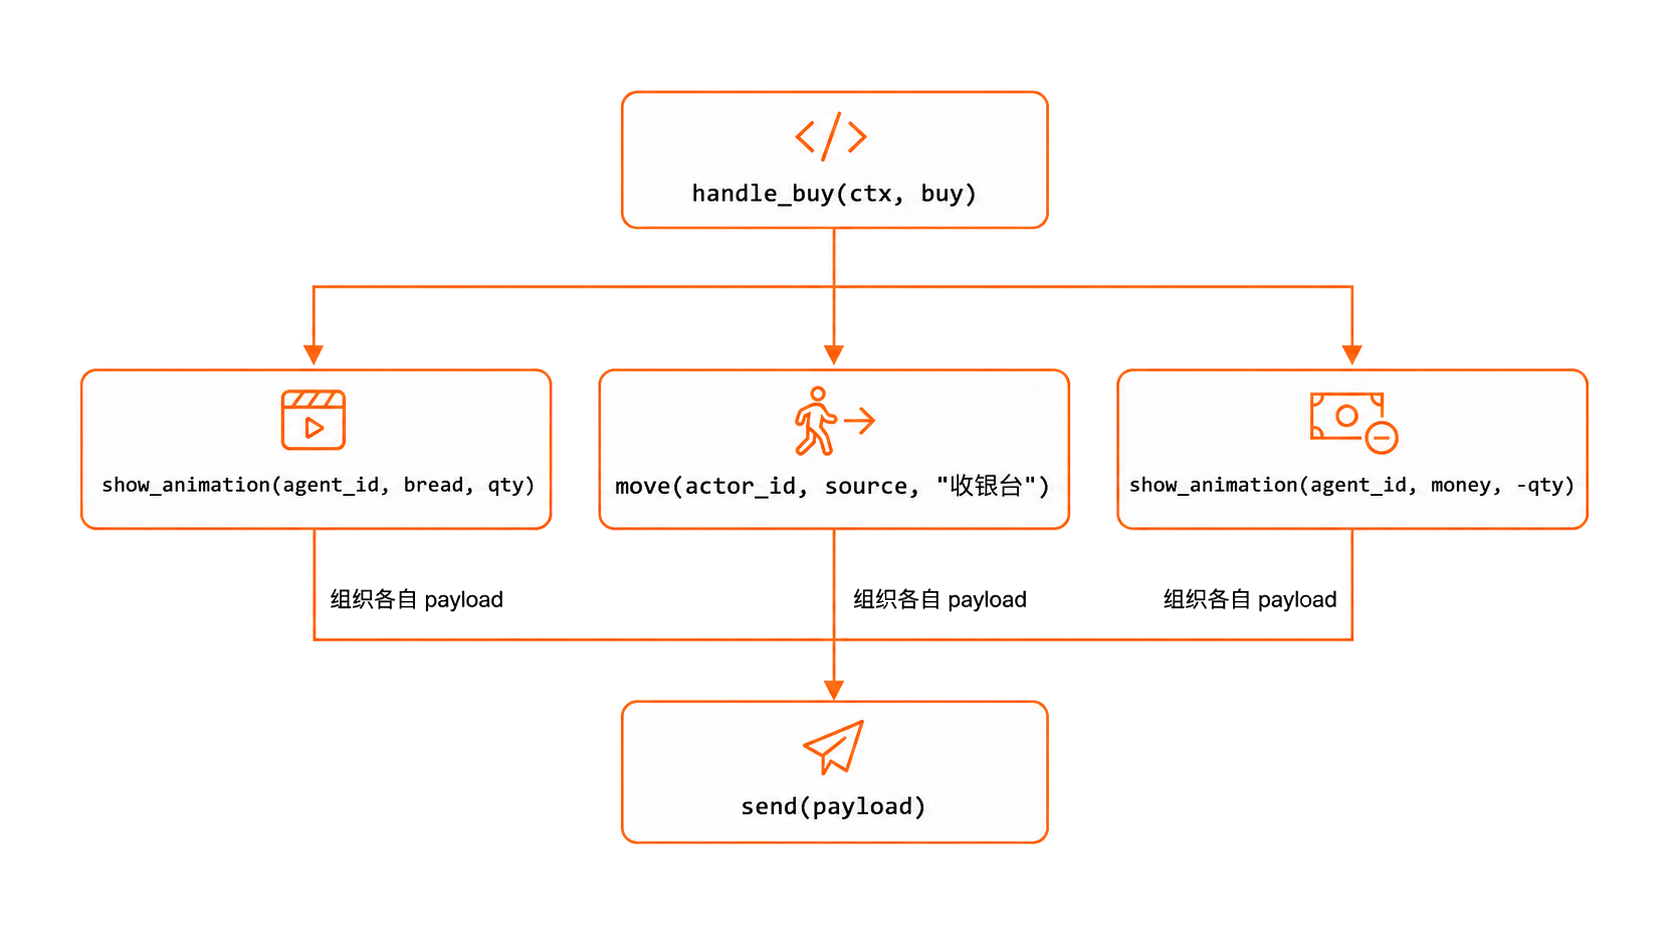 handle_buy(ctx, buy)
show_animation(agent_id, bread, qty)
move(actor_id, source, "收银台")
show_animation(agent_id, money, -qty)
组织各自 payload
组织各自 payload
组织各自 payload
send(payload)